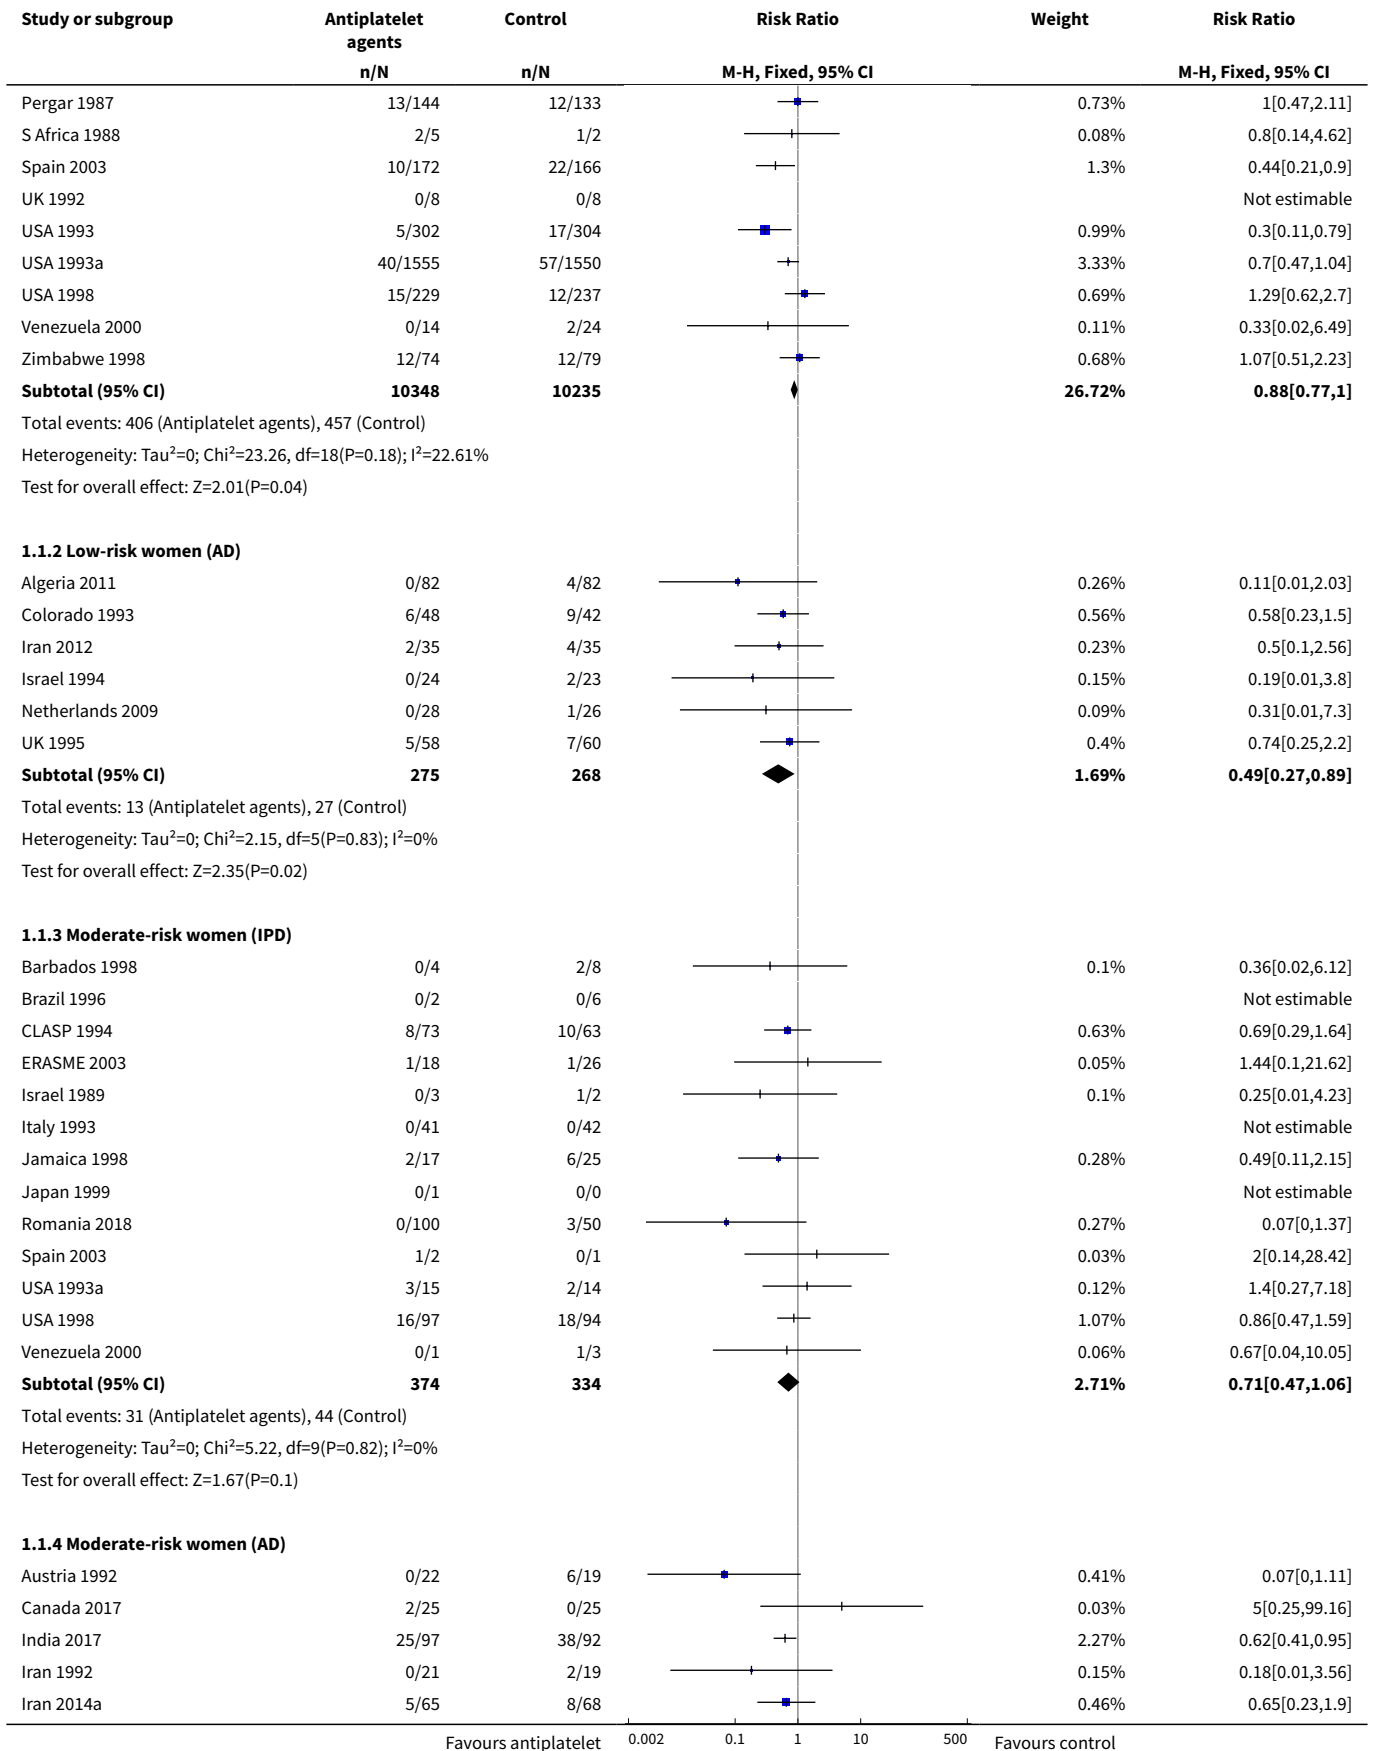 Study or subgroup Antiplatelet agents Control Risk Ratio Weight Risk Ratio
n/N n/N M-H, Fixed, 95% CI M-H, Fixed, 95% CI
Pergar 1987 13/144 12/133 0.73% 1[0.47,2.11]
S Africa 1988 2/5 1/2 0.08% 0.8[0.14,4.62]
Spain 2003 10/172 22/166 1.3% 0.44[0.21,0.9]
UK 1992 0/8 0/8 Not estimable
USA 1993 5/302 17/304 0.99% 0.3[0.11,0.79]
USA 1993a 40/1555 57/1550 3.33% 0.7[0.47,1.04]
USA 1998 15/229 12/237 0.69% 1.29[0.62,2.7]
Venezuela 2000 0/14 2/24 0.11% 0.33[0.02,6.49]
Zimbabwe 1998 12/74 12/79 0.68% 1.07[0.51,2.23]
Subtotal (95% CI) 10348 10235 26.72% 0.88[0.77,1]
Total events: 406 (Antiplatelet agents), 457 (Control)
Heterogeneity: Tau²=0; Chi²=23.26, df=18(P=0.18); I²=22.61%
Test for overall effect: Z=2.01(P=0.04)
1.1.2 Low-risk women (AD)
Algeria 2011 0/82 4/82 0.26% 0.11[0.01,2.03]
Colorado 1993 6/48 9/42 0.56% 0.58[0.23,1.5]
Iran 2012 2/35 4/35 0.23% 0.5[0.1,2.56]
Israel 1994 0/24 2/23 0.15% 0.19[0.01,3.8]
Netherlands 2009 0/28 1/26 0.09% 0.31[0.01,7.3]
UK 1995 5/58 7/60 0.4% 0.74[0.25,2.2]
Subtotal (95% CI) 275 268 1.69% 0.49[0.27,0.89]
Total events: 13 (Antiplatelet agents), 27 (Control)
Heterogeneity: Tau²=0; Chi²=2.15, df=5(P=0.83); I²=0%
Test for overall effect: Z=2.35(P=0.02)
1.1.3 Moderate-risk women (IPD)
Barbados 1998 0/4 2/8 0.1% 0.36[0.02,6.12]
Brazil 1996 0/2 0/6 Not estimable
CLASP 1994 8/73 10/63 0.63% 0.69[0.29,1.64]
ERASME 2003 1/18 1/26 0.05% 1.44[0.1,21.62]
Israel 1989 0/3 1/2 0.1% 0.25[0.01,4.23]
Italy 1993 0/41 0/42 Not estimable
Jamaica 1998 2/17 6/25 0.28% 0.49[0.11,2.15]
Japan 1999 0/1 0/0 Not estimable
Romania 2018 0/100 3/50 0.27% 0.07[0,1.37]
Spain 2003 1/2 0/1 0.03% 2[0.14,28.42]
USA 1993a 3/15 2/14 0.12% 1.4[0.27,7.18]
USA 1998 16/97 18/94 1.07% 0.86[0.47,1.59]
Venezuela 2000 0/1 1/3 0.06% 0.67[0.04,10.05]
Subtotal (95% CI) 374 334 2.71% 0.71[0.47,1.06]
Total events: 31 (Antiplatelet agents), 44 (Control)
Heterogeneity: Tau²=0; Chi²=5.22, df=9(P=0.82); I²=0%
Test for overall effect: Z=1.67(P=0.1)
1.1.4 Moderate-risk women (AD)
Austria 1992 0/22 6/19 0.41% 0.07[0,1.11]
Canada 2017 2/25 0/25 0.03% 5[0.25,99.16]
India 2017 25/97 38/92 2.27% 0.62[0.41,0.95]
Iran 1992 0/21 2/19 0.15% 0.18[0.01,3.56]
Iran 2014a 5/65 8/68 0.46% 0.65[0.23,1.9]
Favours antiplatelet 0.002 0.1 1 10 500 Favours control